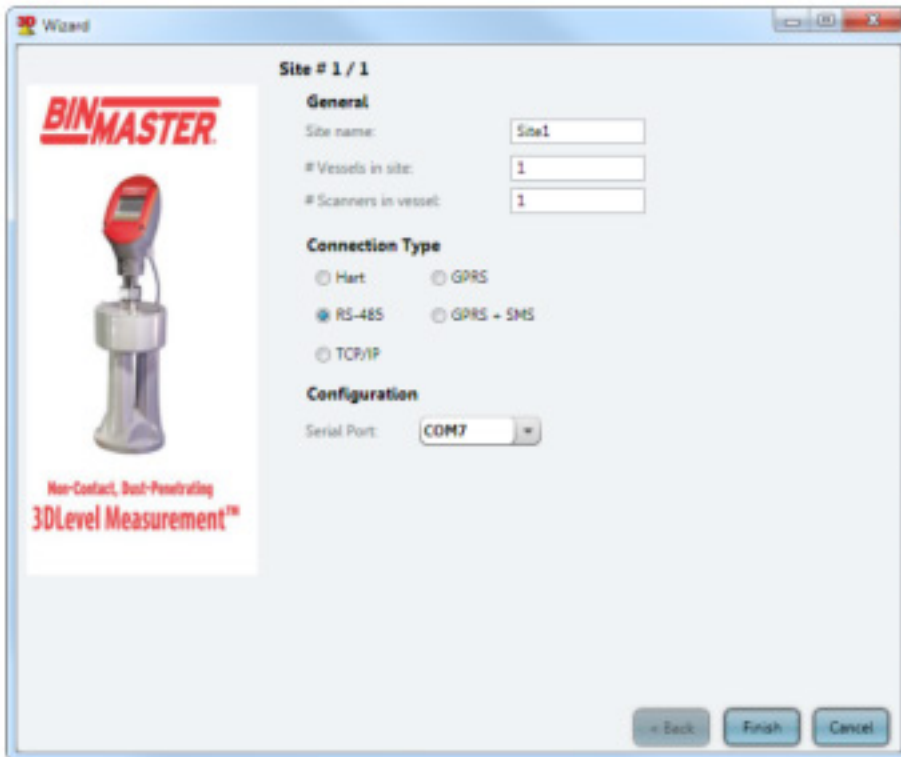 Wizard
Site # 1 / 1
BINMASTER
General
Site name: Site1
# Vessels in site: 1
# Scanners in vessel: 1
Connection Type
Hart GPRS
RS-485 GPRS + SMS
TCP/IP
Configuration
Serial Port: COM7
Non-Contact, Dust-Penetrating
3DLevel Measurement™
< Back Finish Cancel